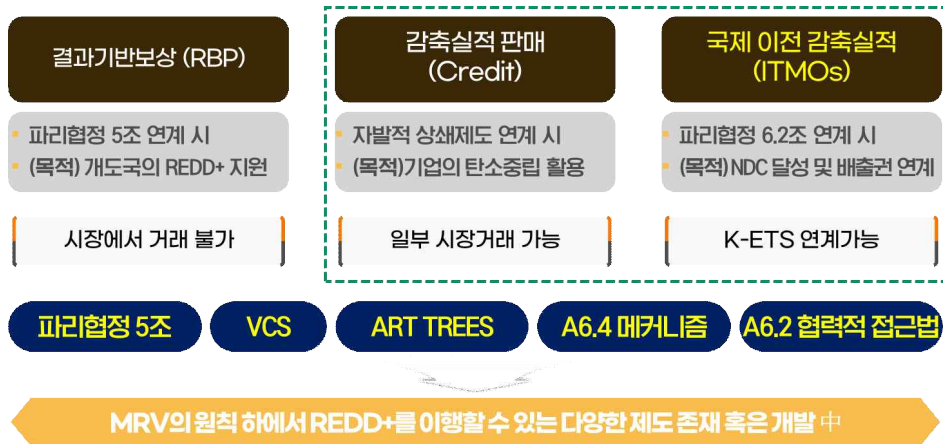 결과기반보상 (RBP)
감축실적 판매
(Credit)
국제 이전 감축실적
(ITMOs)
파리협정 5조 연계 시
(목적) 개도국의 REDD+ 지원
자발적 상쇄제도 연계 시
(목적)기업의 탄소중립 활용
파리협정 6.2조 연계 시
(목적)NDC 달성 및 배출권 연계
시장에서 거래 불가
일부 시장거래 가능
K-ETS 연계가능
파리협정 5조
VCS
ART TREES
A6.4 메커니즘
A6.2 협력적 접근법
MRV의 원칙 하에서 REDD+를 이행할 수 있는 다양한 제도 존재 혹은 개발 中